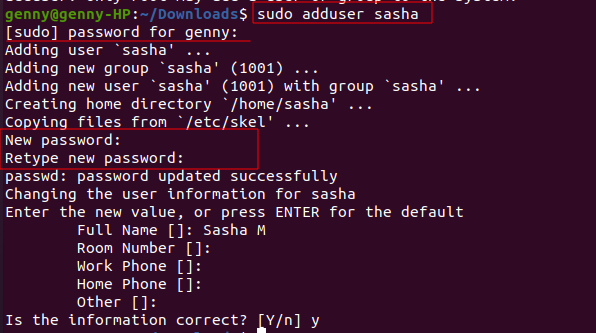 genny@genny-HP:~/Downloads$ sudo adduser sasha
[sudo] password for genny:
Adding user `sasha' ...
Adding new group `sasha' (1001) ...
Adding new user `sasha' (1001) with group `sasha' ...
Creating home directory `/home/sasha' ...
Copying files from `/etc/skel' ...
New password:
Retype new password:
passwd: password updated successfully
Changing the user information for sasha
Enter the new value, or press ENTER for the default
Full Name []: Sasha M
Room Number []:
Work Phone []:
Home Phone []:
Other []:
Is the information correct? [Y/n] y